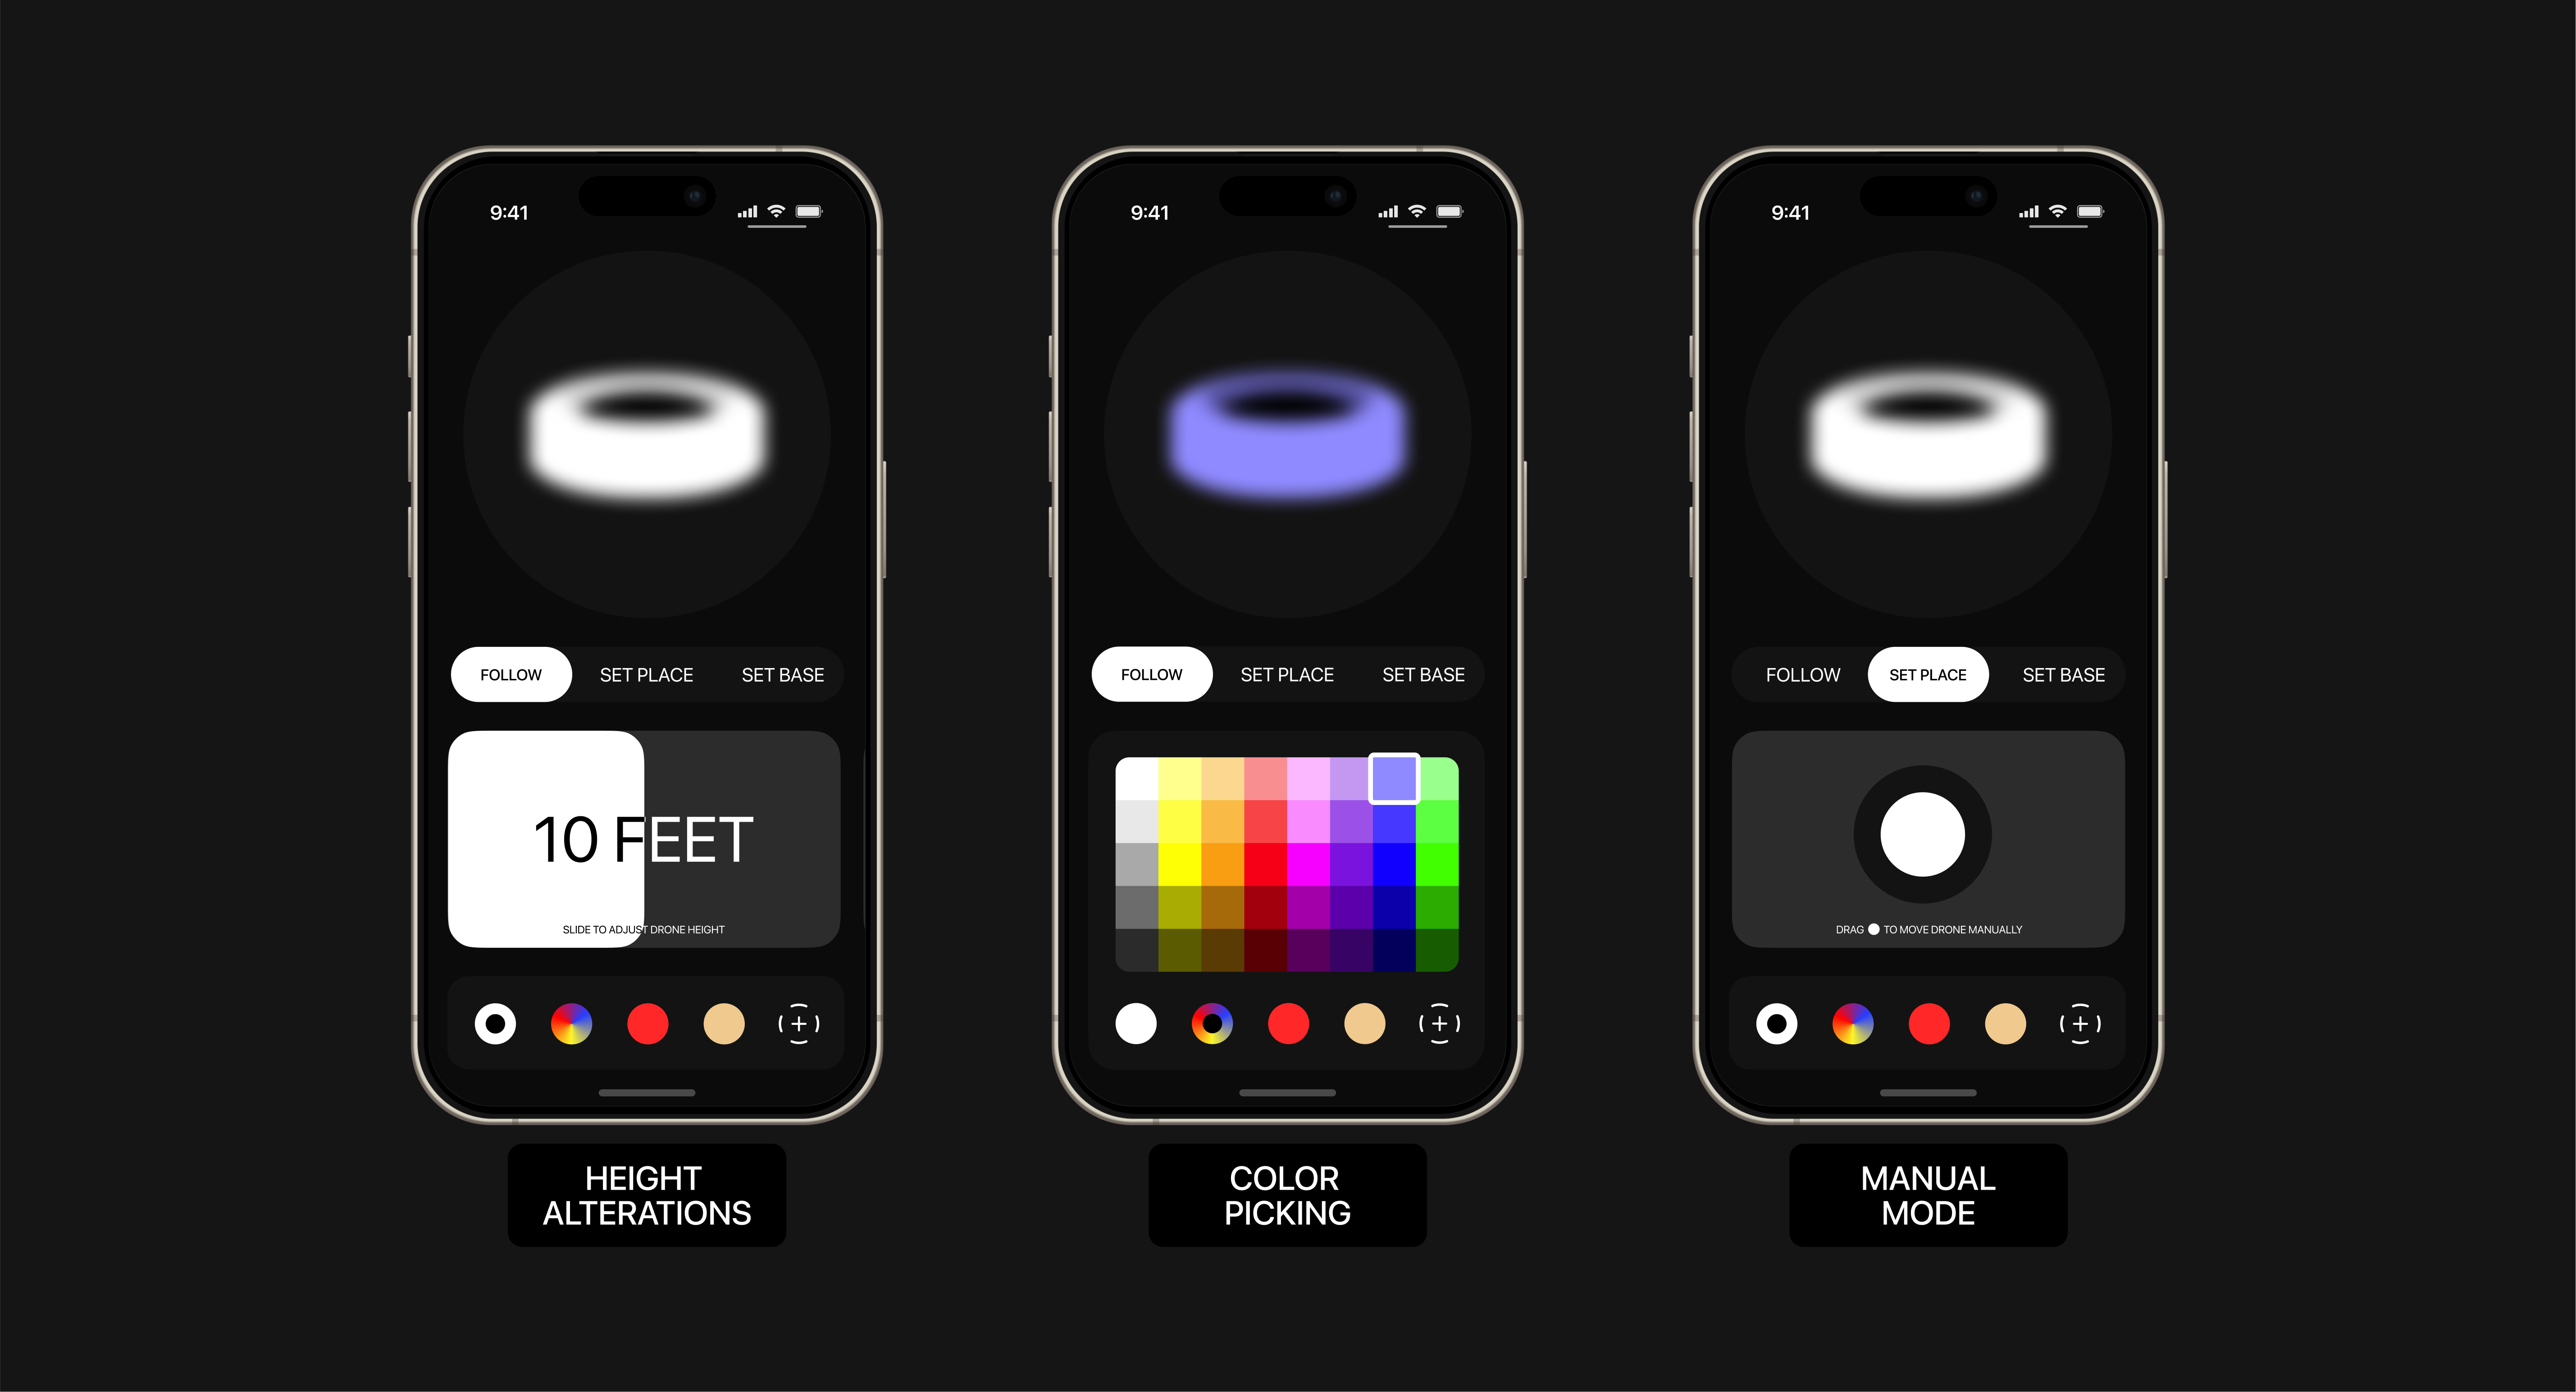 9:41
FOLLOW SET PLACE SET BASE
10 FEET
SLIDE TO ADJUST DRONE HEIGHT
HEIGHT
ALTERATIONS
9:41
FOLLOW SET PLACE SET BASE
COLOR
PICKING
9:41
FOLLOW SET PLACE SET BASE
DRAG TO MOVE DRONE MANUALLY
MANUAL
MODE